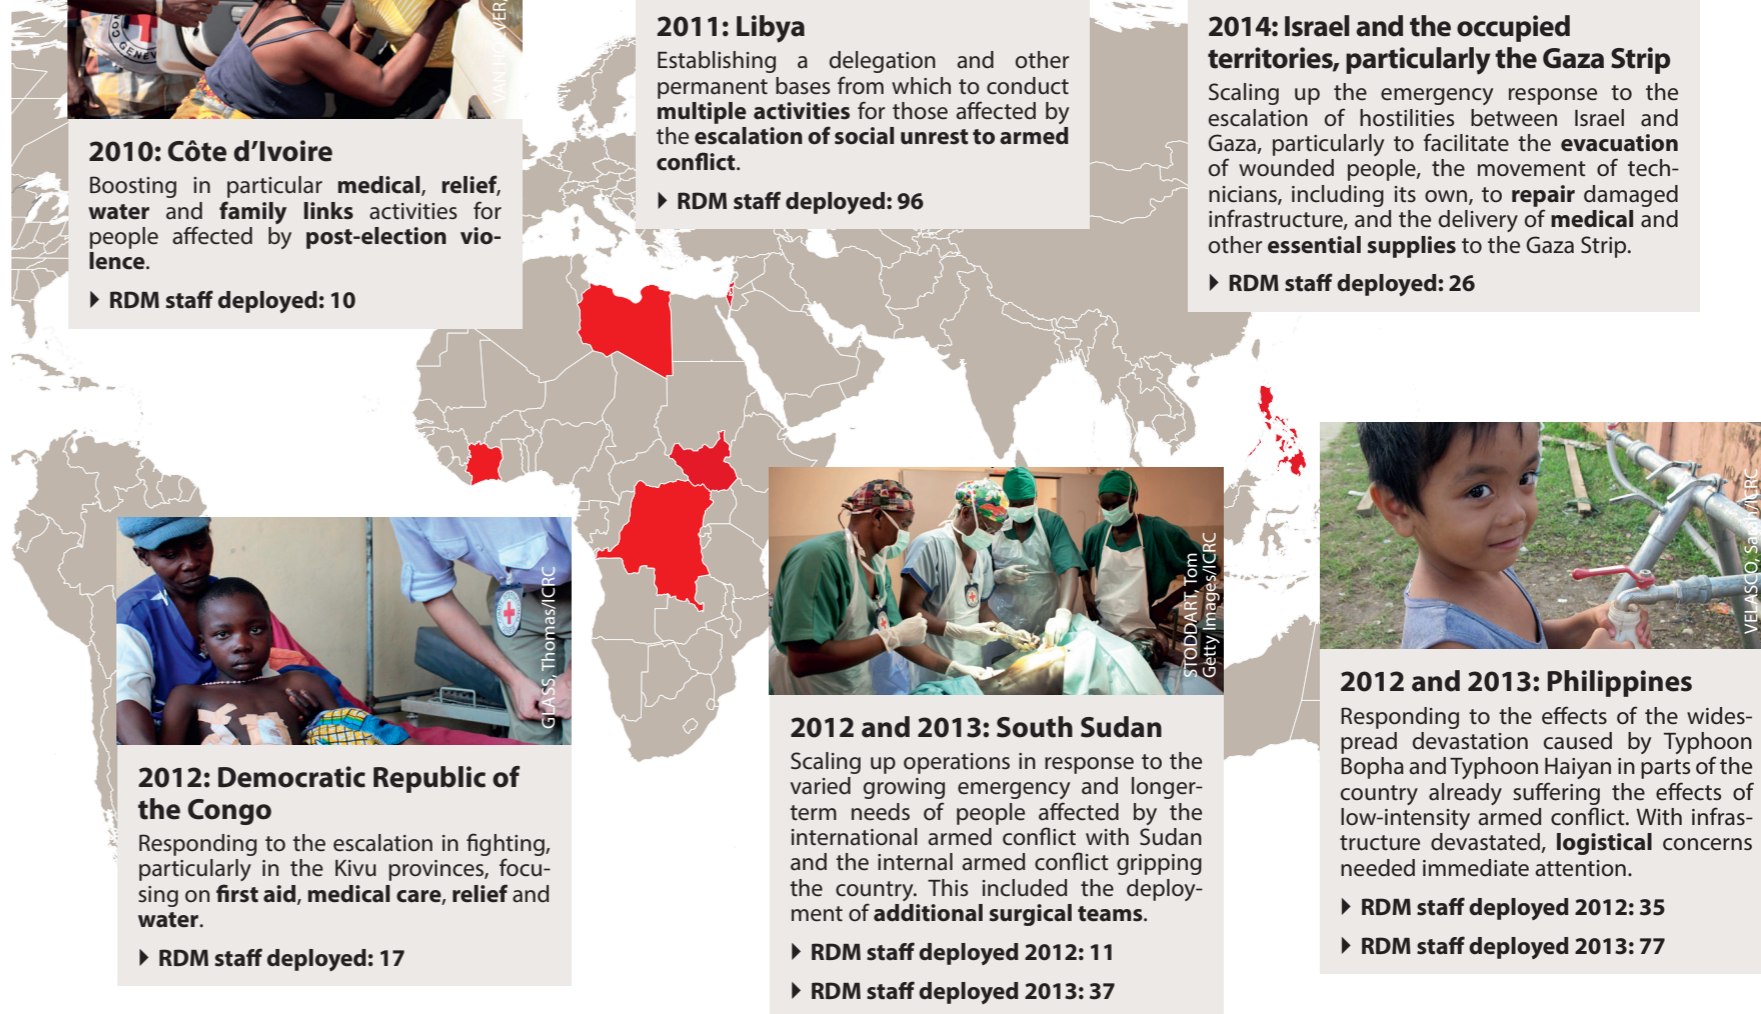 2010: Côte d’Ivoire
Boosting in particular medical, relief,
water and family links activities for
people affected by post-election vio-
lence.
RDM staff deployed: 10
2011: Libya
Establishing a delegation and other
permanent bases from which to conduct
multiple activities for those affected by
the escalation of social unrest to armed
conflict.
RDM staff deployed: 96
2014: Israel and the occupied
territories, particularly the Gaza Strip
Scaling up the emergency response to the
escalation of hostilities between Israel and
Gaza, particularly to facilitate the evacuation
of wounded people, the movement of tech-
nicians, including its own, to repair damaged
infrastructure, and the delivery of medical and
other essential supplies to the Gaza Strip.
RDM staff deployed: 26
GLASS, Thomas/ICRC
2012: Democratic Republic of
the Congo
Responding to the escalation in fighting,
particularly in the Kivu provinces, focu-
sing on first aid, medical care, relief and
water.
RDM staff deployed: 17
STODDART, Tom
Getty Images/ICRC
2012 and 2013: South Sudan
Scaling up operations in response to the
varied growing emergency and longer-
term needs of people affected by the
international armed conflict with Sudan
and the internal armed conflict gripping
the country. This included the deploy-
ment of additional surgical teams.
RDM staff deployed 2012: 11
RDM staff deployed 2013: 37
VELASCO, /ICRC
2012 and 2013: Philippines
Responding to the effects of the wides-
pread devastation caused by Typhoon
Bopha and Typhoon Haiyan in parts of the
country already suffering the effects of
low-intensity armed conflict. With infras-
tructure devastated, logistical concerns
needed immediate attention.
RDM staff deployed 2012: 35
RDM staff deployed 2013: 77